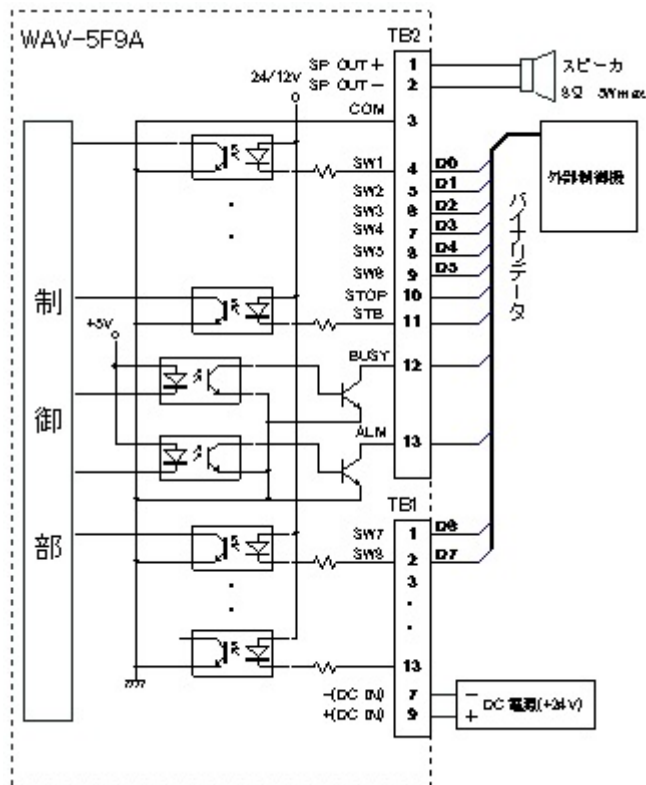 WAV-5F9A
TB2
24/12V
SP OUT+ 1
SP OUT- 2
スピーカ
8Ω 5Wmax
COM 3
SW1 4 D0
SW2 5 D1
SW3 6 D2
SW4 7 D3
SW5 8 D4
SW6 9 D5
STOP 10
STB 11
外部制御機
バイナリデータ
+5V
BUSY 12
ALM 13
制御部
TB1
SW7 1 D6
SW8 2 D7
3
13
-(DC IN) 7
+(DC IN) 9
- DC 電源(+24V)
+